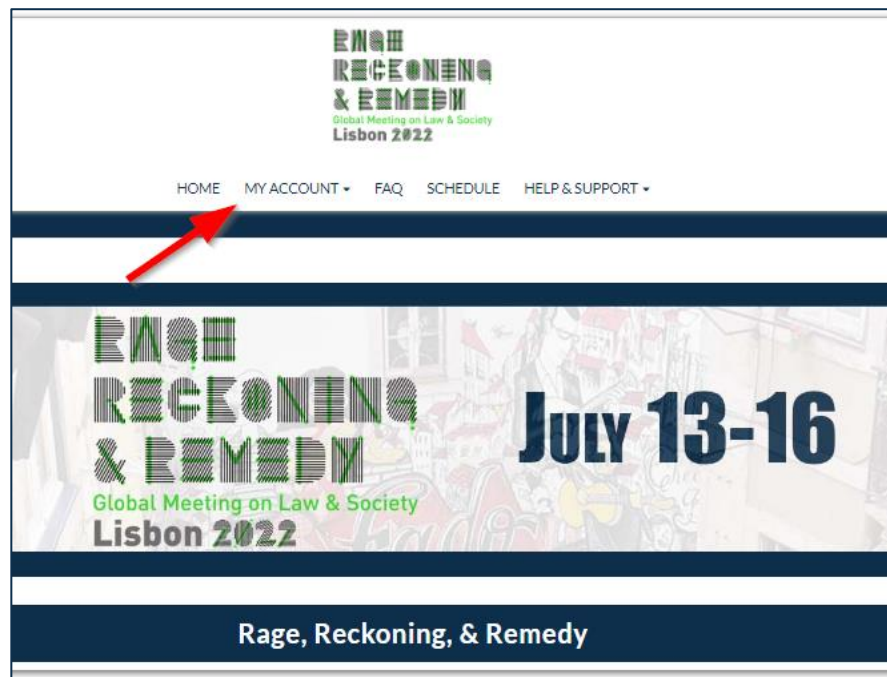 RAGE
RECKONING
& REMEDY
Global Meeting on Law & Society
Lisbon 2022
HOME MY ACCOUNT FAQ SCHEDULE HELP & SUPPORT
RAGE
RECKONING
& REMEDY
Global Meeting on Law & Society
Lisbon 2022
JULY 13-16
Fado
Rage, Reckoning, & Remedy